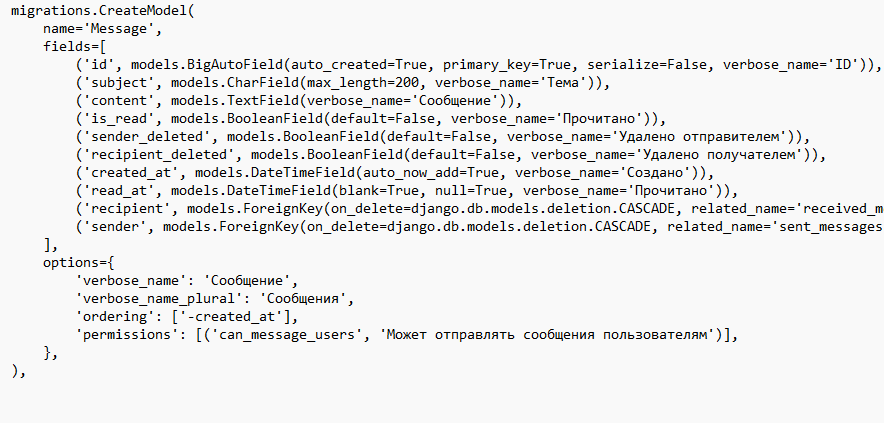 migrations.CreateModel(
    name='Message',
    fields=[
        ('id', models.BigAutoField(auto_created=True, primary_key=True, serialize=False, verbose_name='ID')),
        ('subject', models.CharField(max_length=200, verbose_name='Тема')),
        ('content', models.TextField(verbose_name='Сообщение')),
        ('is_read', models.BooleanField(default=False, verbose_name='Прочитано')),
        ('sender_deleted', models.BooleanField(default=False, verbose_name='Удалено отправителем')),
        ('recipient_deleted', models.BooleanField(default=False, verbose_name='Удалено получателем')),
        ('created_at', models.DateTimeField(auto_now_add=True, verbose_name='Создано')),
        ('read_at', models.DateTimeField(blank=True, null=True, verbose_name='Прочитано')),
        ('recipient', models.ForeignKey(on_delete=django.db.models.deletion.CASCADE, related_name='received_m
        ('sender', models.ForeignKey(on_delete=django.db.models.deletion.CASCADE, related_name='sent_messages
    ],
    options={
        'verbose_name': 'Сообщение',
        'verbose_name_plural': 'Сообщения',
        'ordering': ['-created_at'],
        'permissions': [('can_message_users', 'Может отправлять сообщения пользователям')],
    },
),